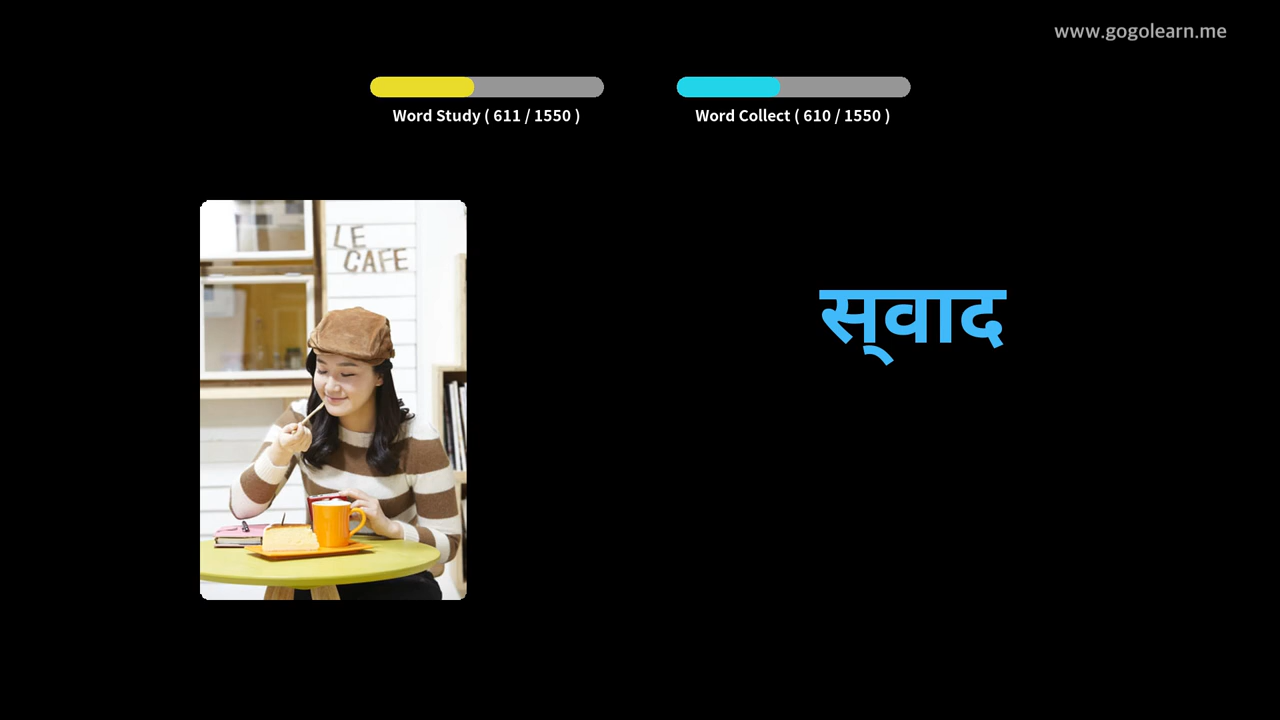 www.gogolearn.me
Word Study ( 611 / 1550 )
Word Collect ( 610 / 1550 )
LE
CAFE
स्‌वाद